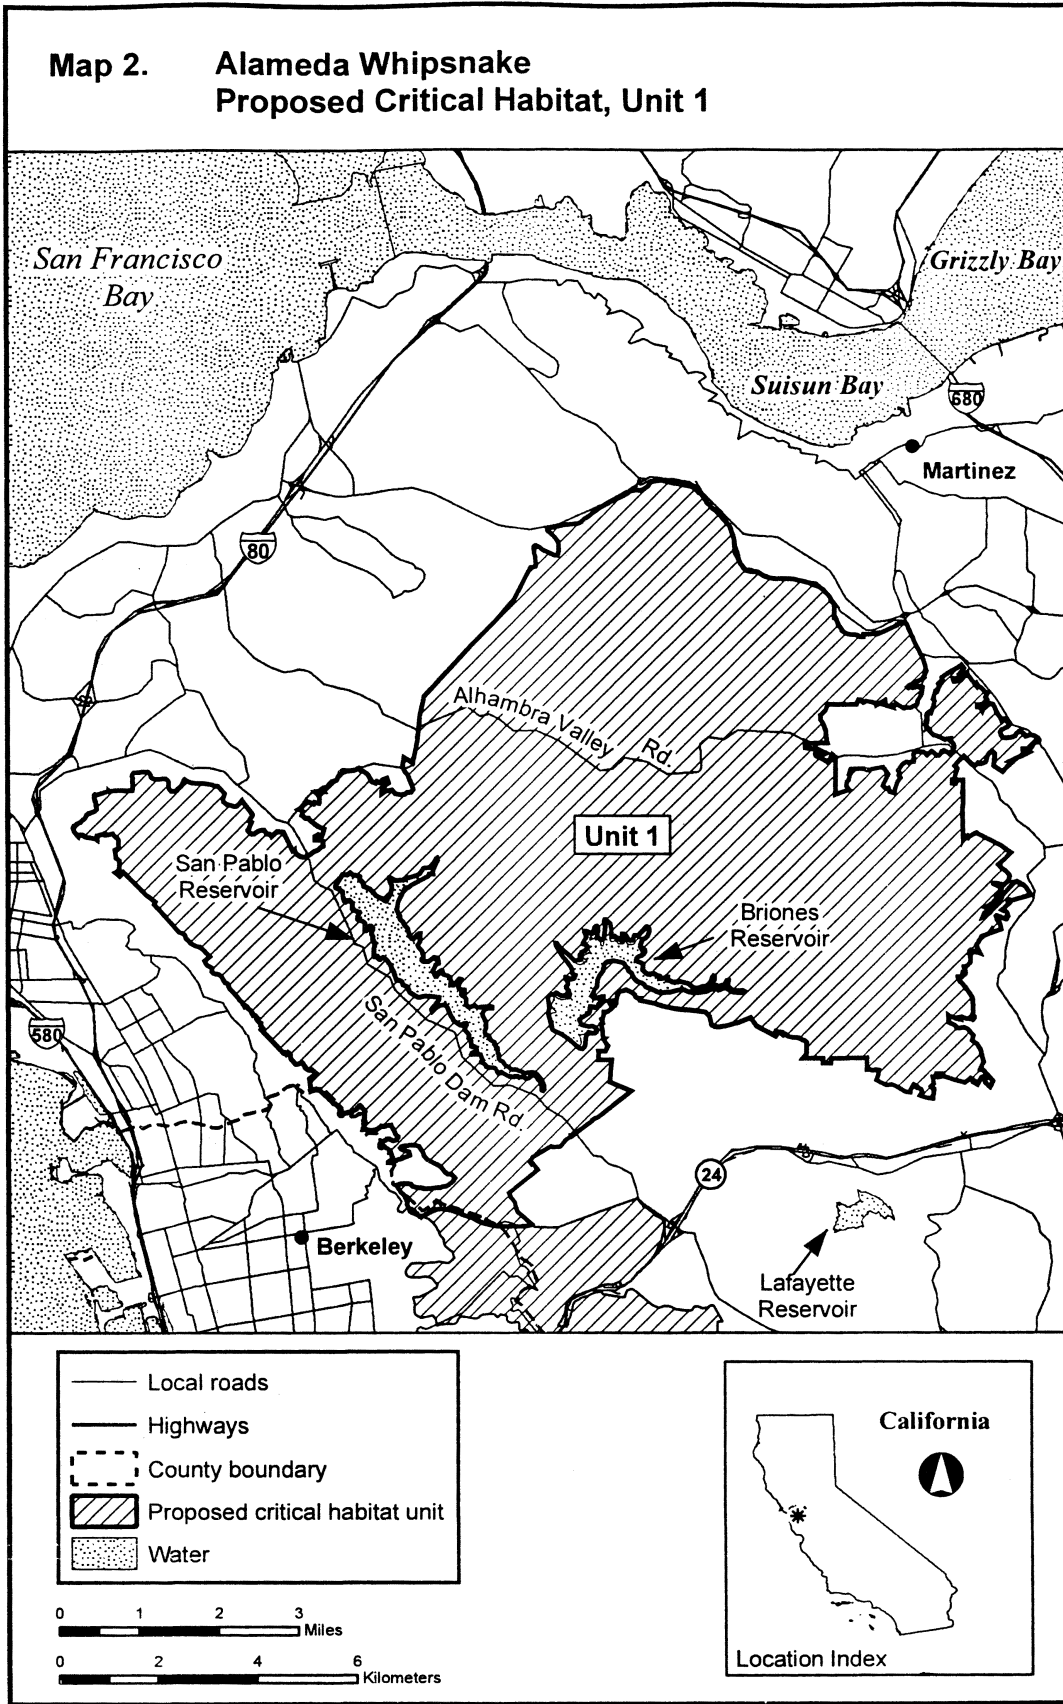 Map 2. Alameda Whipsnake
Proposed Critical Habitat, Unit 1
San Francisco
Bay
Grizzly Bay
Suisun Bay
680
Martinez
80
Alhambra Valley Rd.
Unit 1
San Pablo
Reservoir
Briones
Reservoir
San Pablo Dam Rd
580
24
Berkeley
Lafayette
Reservoir
Local roads
Highways
County boundary
Proposed critical habitat unit
Water
0 1 2 3
Miles
0 2 4 6
Kilometers
California
Location Index